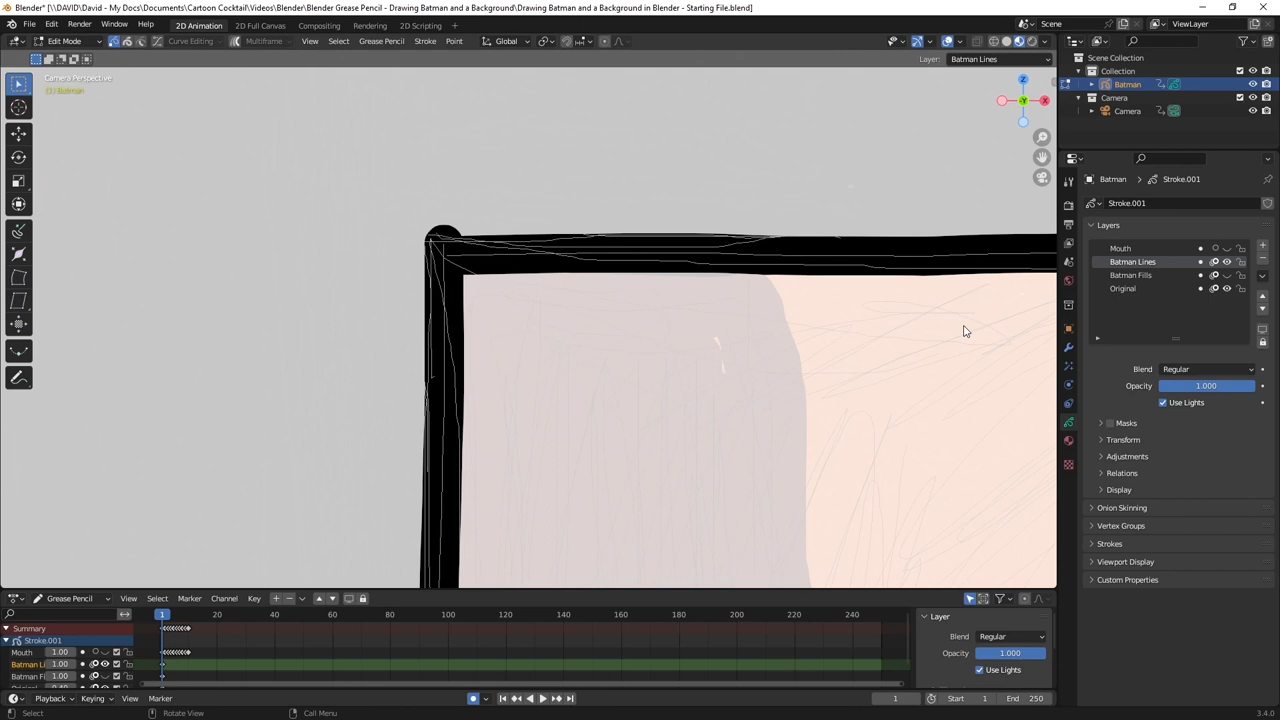 Blender* [\\DAVID\David - My Docs\Documents\Cartoon Cocktail\Videos\Blender\Blender Grease Pencil - Drawing Batman and a Background\Drawing Batman and a Background in Blender - Starting File.blend]
File Edit Render Window Help 2D Animation 2D Full Canvas Compositing Rendering + Scene ViewLayer
Edit Mode Curve Editing Multiframe View Select Grease Pencil Stroke Point Global
Layer: Batman Lines
Scene Collection
Collection
Batman
Camera
Camera
Camera Perspective
(1) Batman
Z
-Y
X
Batman Stroke.001
Stroke.001
Layers
Mouth
Batman Lines
Batman Fills
Original
Blend Regular
Opacity 1.000
Use Lights
Masks
Transform
Adjustments
Relations
Display
Onion Skinning
Vertex Groups
Strokes
Viewport Display
Custom Properties
Grease Pencil View Select Marker Channel Frame Key
1 20 40 60 80 100 120 140 160 180 200 220 240
Summary
Stroke.001
Mouth 1.00
Batman Li 1.00
Batman Fi 1.00
Layer
Blend Regular
Opacity 1.000
Use Lights
Playback Keying View Marker 1 Start 1 End 250
Select Rotate View Call Menu 3.4.0